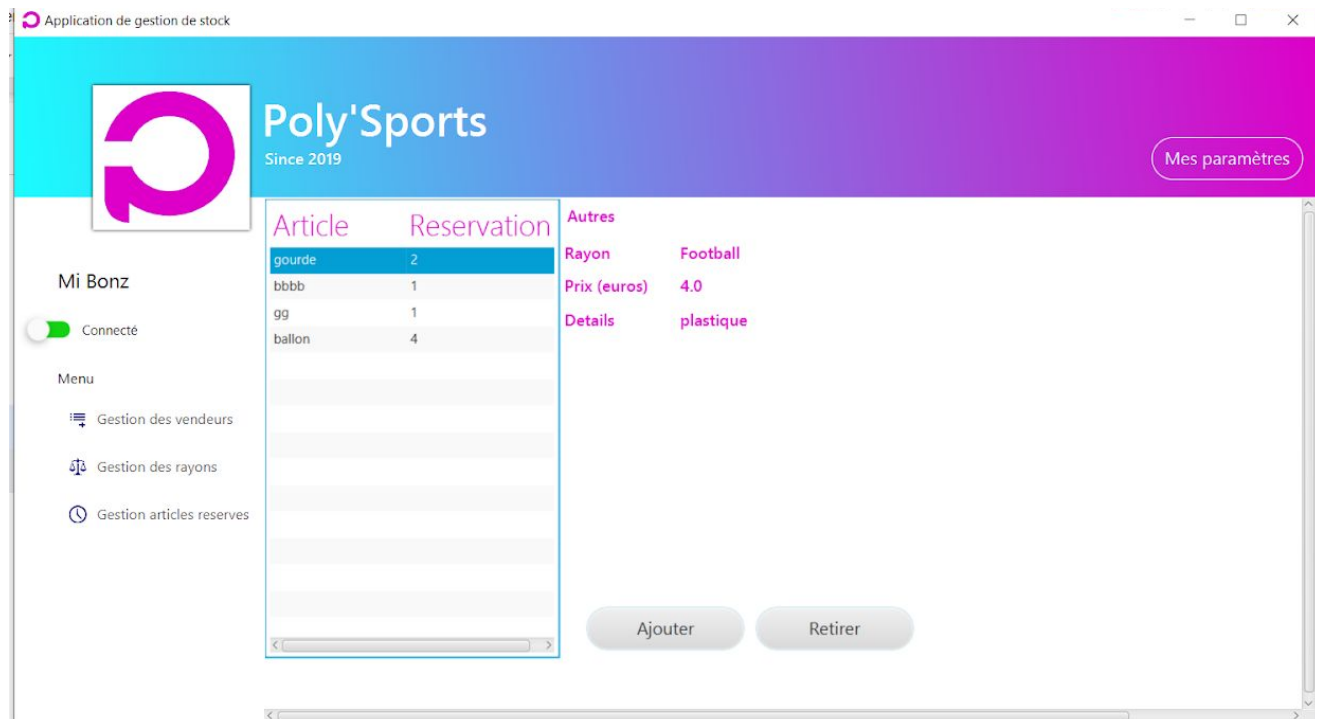 Application de gestion de stock
Poly'Sports
Since 2019
Mes paramètres
Mi Bonz
Connecté
Menu
Gestion des vendeurs
Gestion des rayons
Gestion articles reserves
Article Reservation
gourde 2
bbbb 1
gg 1
ballon 4
Autres
Rayon Football
Prix (euros) 4.0
Details plastique
Ajouter Retirer